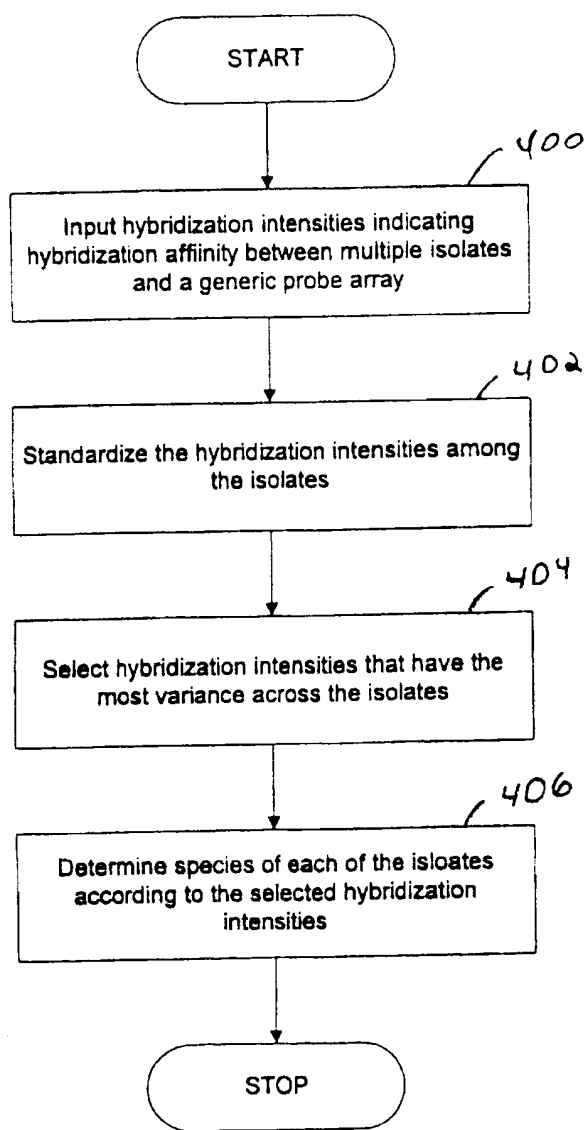 START
400
Input hybridization intensities indicating
hybridization affiinity between multiple isolates
and a generic probe array
402
Standardize the hybridization intensities among
the isolates
404
Select hybridization intensities that have the
most variance across the isolates
406
Determine species of each of the isloates
according to the selected hybridization
intensities
STOP